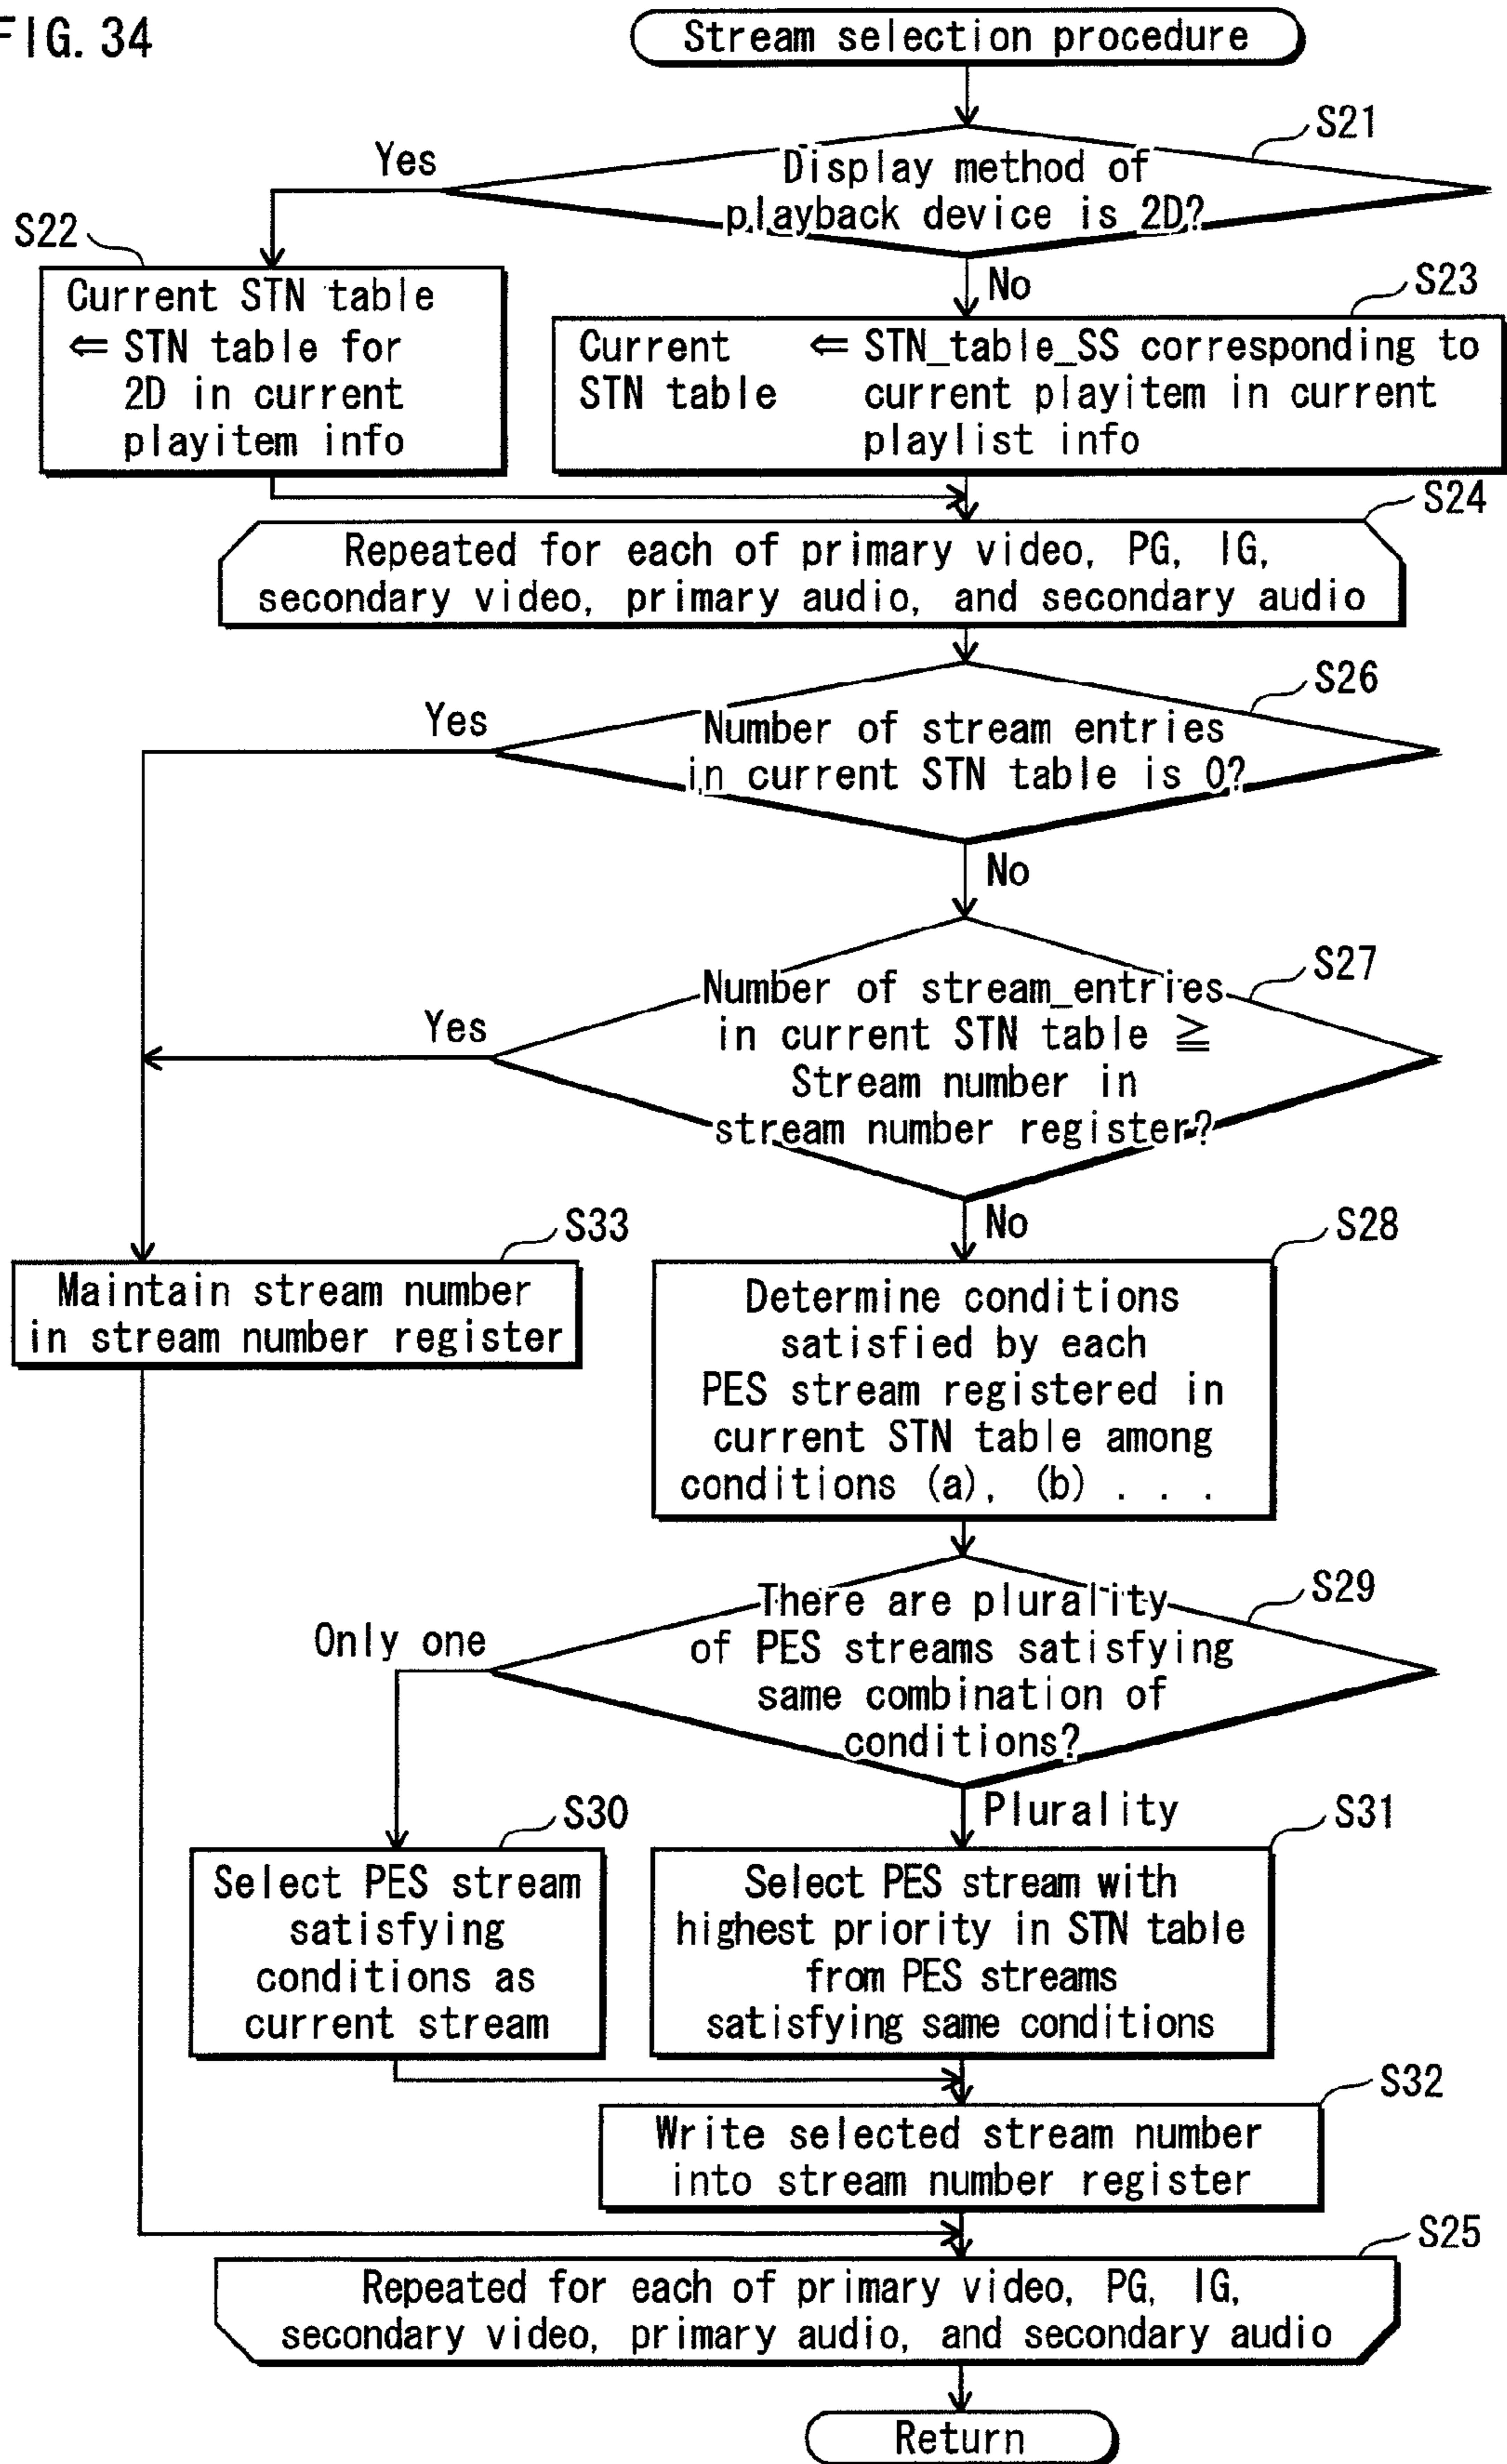 FIG. 34
Stream selection procedure
S21
Yes
Display method of
playback device is 2D?
S22
No
S23
Current STN table
⇐ STN table for
2D in current
playitem info
Current ⇐ STN_table_SS corresponding to
STN table current playitem in current
playlist info
S24
Repeated for each of primary video, PG, IG,
secondary video, primary audio, and secondary audio
S26
Yes
Number of stream entries
in current STN table is 0?
No
S27
Yes
Number of stream_entries
in current STN table ≧
Stream number in
stream number register?
No
S33
S28
Maintain stream number
in stream number register
Determine conditions
satisfied by each
PES stream registered in
current STN table among
conditions (a), (b) . . .
S29
Only one
There are plurality
of PES streams satisfying
same combination of
conditions?
Plurality
S30
S31
Select PES stream
satisfying
conditions as
current stream
Select PES stream with
highest priority in STN table
from PES streams
satisfying same conditions
S32
Write selected stream number
into stream number register
S25
Repeated for each of primary video, PG, IG,
secondary video, primary audio, and secondary audio
Return